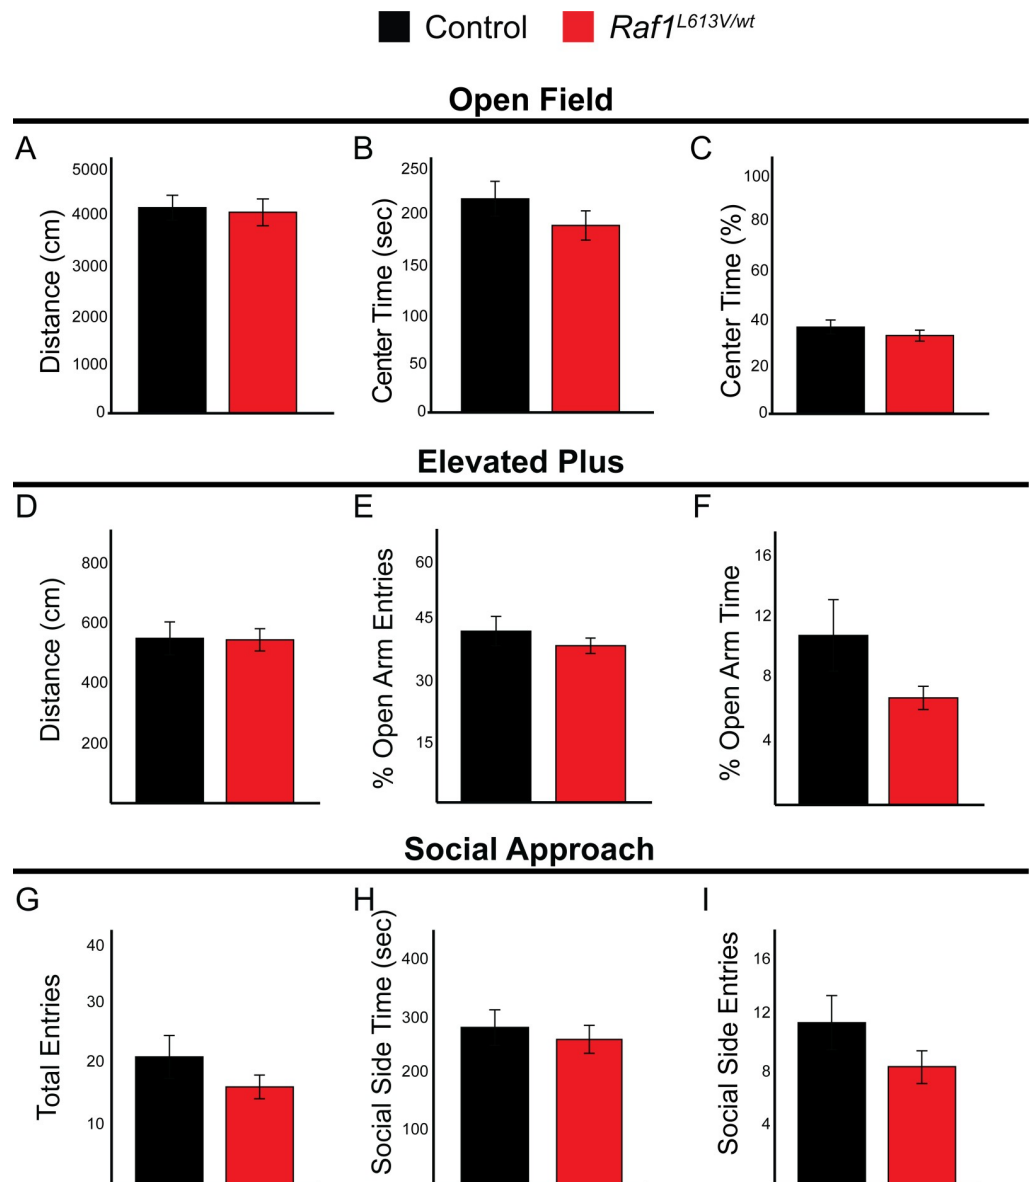 Control Raf1L613V/wt
Open Field
A B C
Distance (cm)
5000
4000
3000
2000
1000
0
Center Time (sec)
250
200
150
100
50
0
Center Time (%)
100
80
60
40
20
0
Elevated Plus
D E F
Distance (cm)
800
600
400
200
% Open Arm Entries
60
45
30
15
% Open Arm Time
16
12
8
4
Social Approach
G H I
Total Entries
40
30
20
10
Social Side Time (sec)
400
300
200
100
Social Side Entries
16
12
8
4